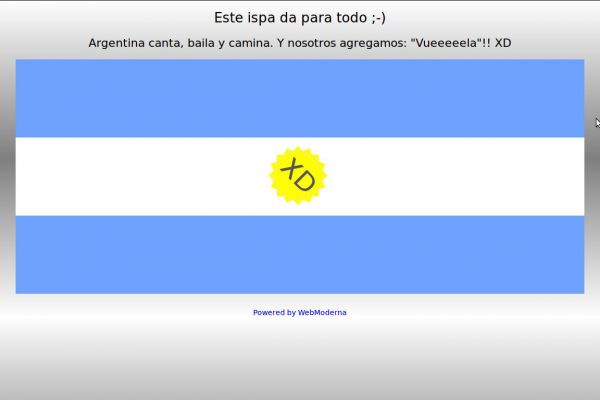 Este ispa da para todo ;-)
Argentina canta, baila y camina. Y nosotros agregamos: "Vueeeeela"!! XD
XD
Powered by WebModerna